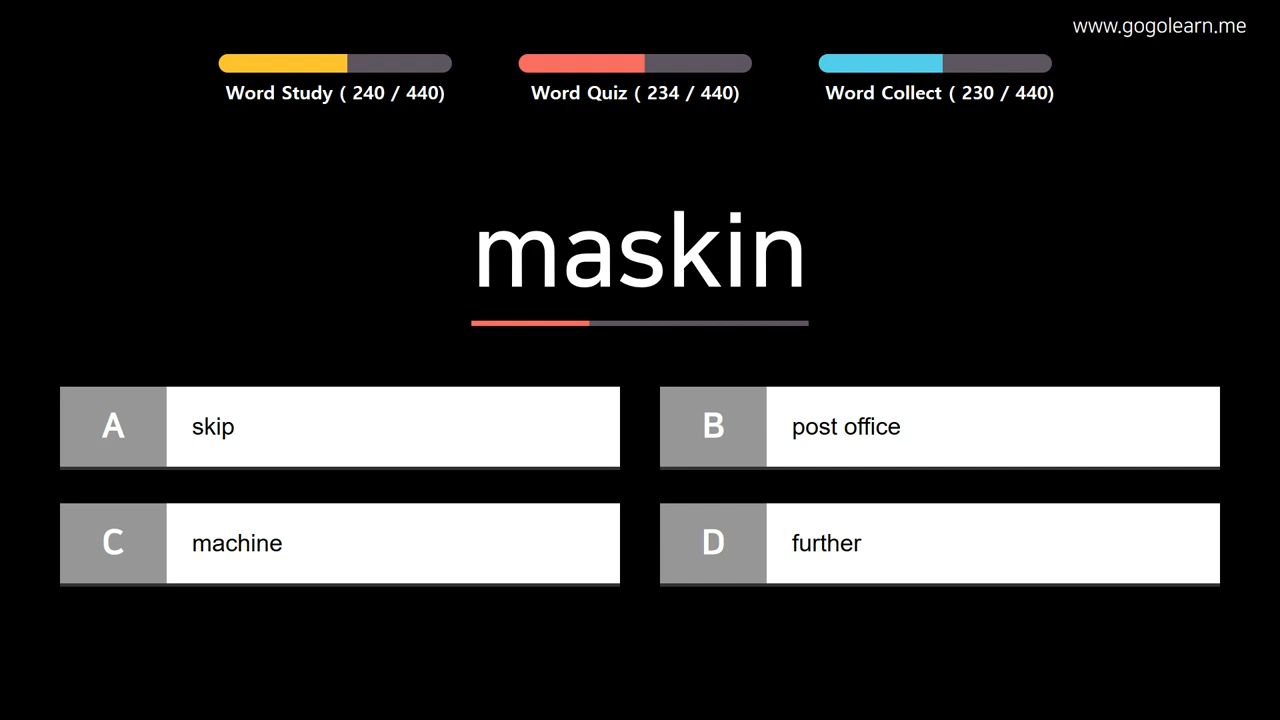 www.gogolearn.me
Word Study ( 240 / 440)
Word Quiz ( 234 / 440)
Word Collect ( 230 / 440)
maskin
A skip
B post office
C machine
D further